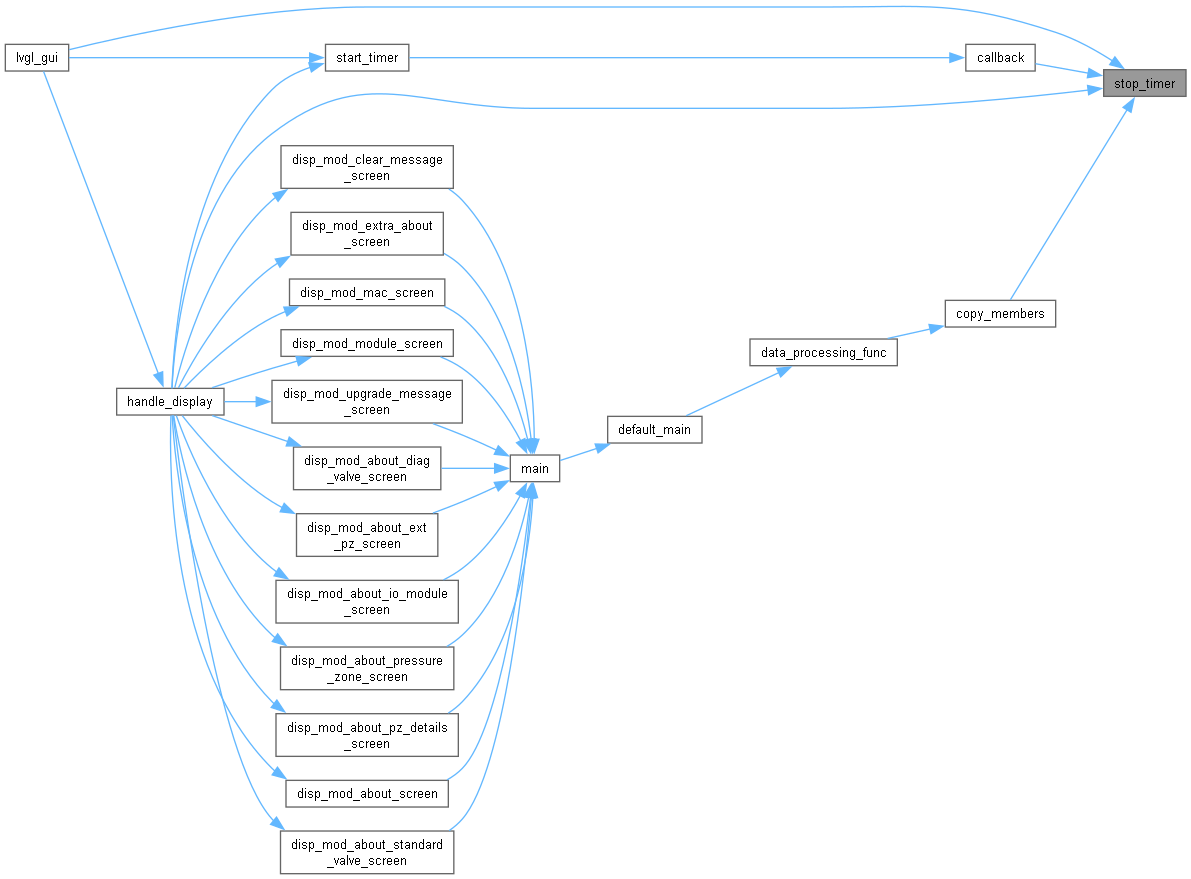 lvgl_gui
start_timer
callback
stop_timer
disp_mod_clear_message
_screen
disp_mod_extra_about
_screen
disp_mod_mac_screen
copy_members
disp_mod_module_screen
data_processing_func
handle_display
disp_mod_upgrade_message
_screen
default_main
disp_mod_about_diag
_valve_screen
main
disp_mod_about_ext
_pz_screen
disp_mod_about_io_module
_screen
disp_mod_about_pressure
_zone_screen
disp_mod_about_pz_details
_screen
disp_mod_about_screen
disp_mod_about_standard
_valve_screen